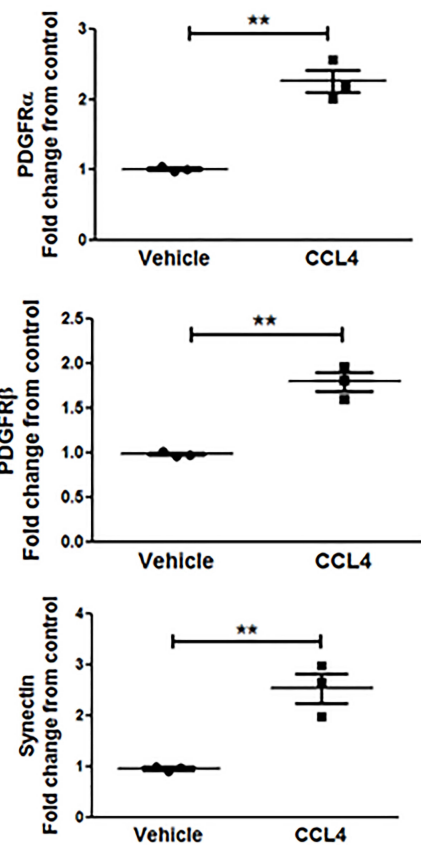 PDGFRα
Fold change from control
3
2
1
0
**
Vehicle
CCL4
PDGFRβ
Fold change from control
2.5
2.0
1.5
1.0
0.5
0.0
**
Vehicle
CCL4
Synectin
Fold change from control
4
3
2
1
0
**
Vehicle
CCL4